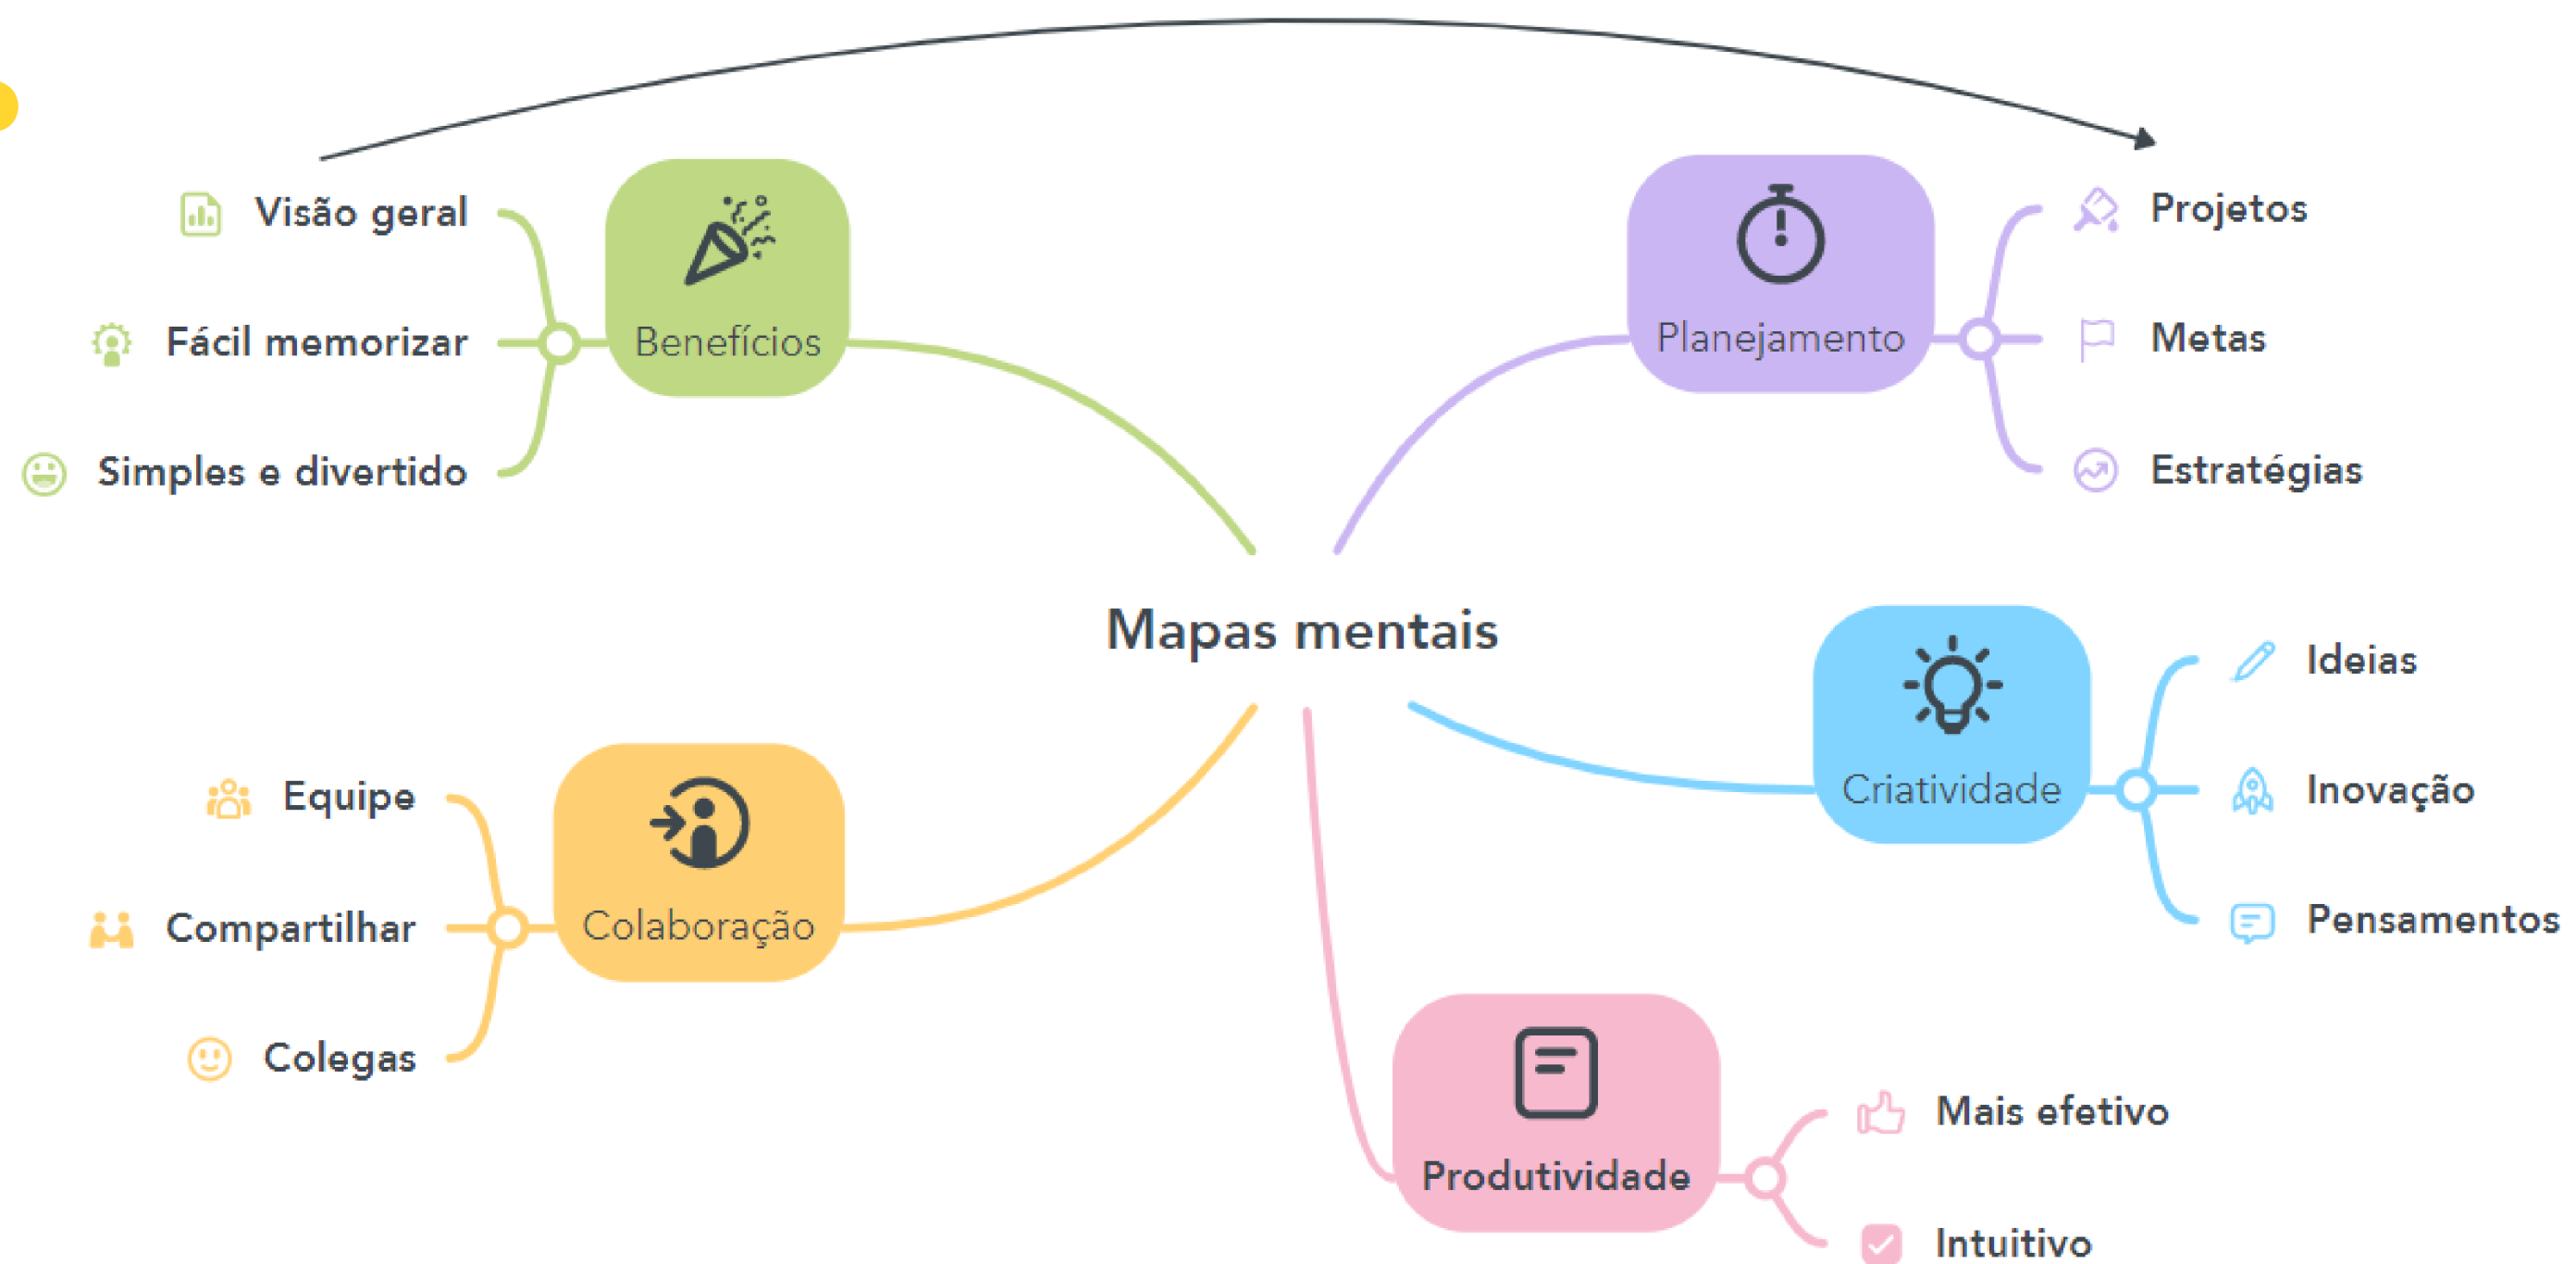 Visão geral
Fácil memorizar
Simples e divertido
Benefícios
Planejamento
Projetos
Metas
Estratégias
Mapas mentais
Criatividade
Ideias
Inovação
Pensamentos
Equipe
Compartilhar
Colegas
Colaboração
Produtividade
Mais efetivo
Intuitivo